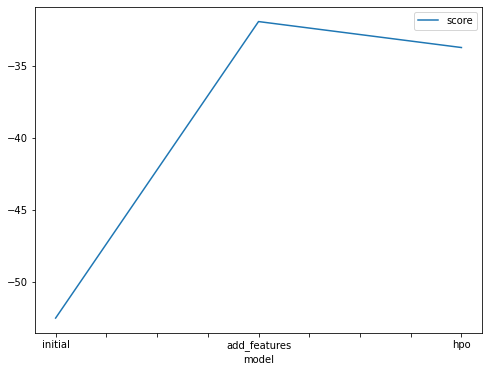 score
−35
−40
−45
−50
initial add_features hpo
model